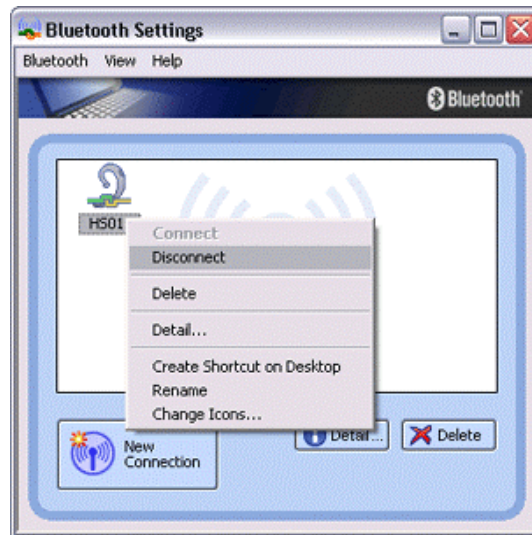 Bluetooth Settings
Bluetooth View Help
Bluetooth
HS01
Connect
Disconnect
Delete
Detail...
Create Shortcut on Desktop
Rename
Change Icons...
New
Connection
Detail...
Delete